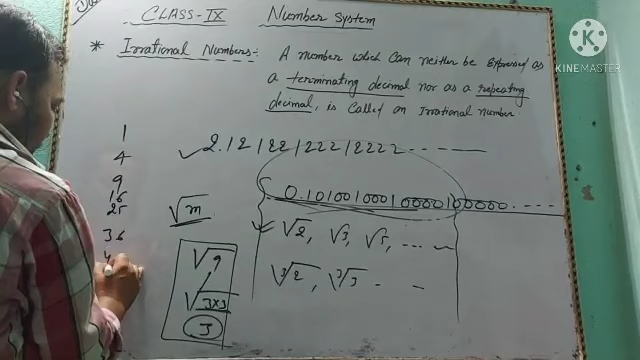 CLASS-IX Number System
* Irrational Numbers:- A number which can neither be expressed as
a terminating decimal nor as a repeating
decimal, is called an Irrational number.
2.12122122212222-----
0.10100100010000100000.....
√m
√2, √3, √5, ---
∛2, ∛3 - -
√9
√3×3
3
1
4
9
16
25
36
4
KINEMASTER